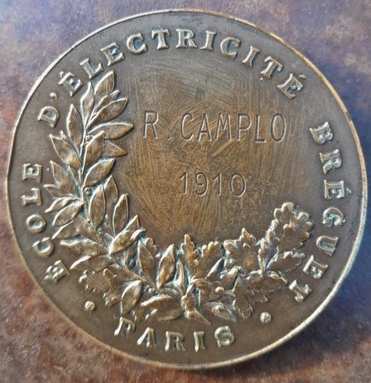 ÉCOLE D'ÉLECTRICITÉ BRÉGUET
R CAMPLO
1910
• PARIS •